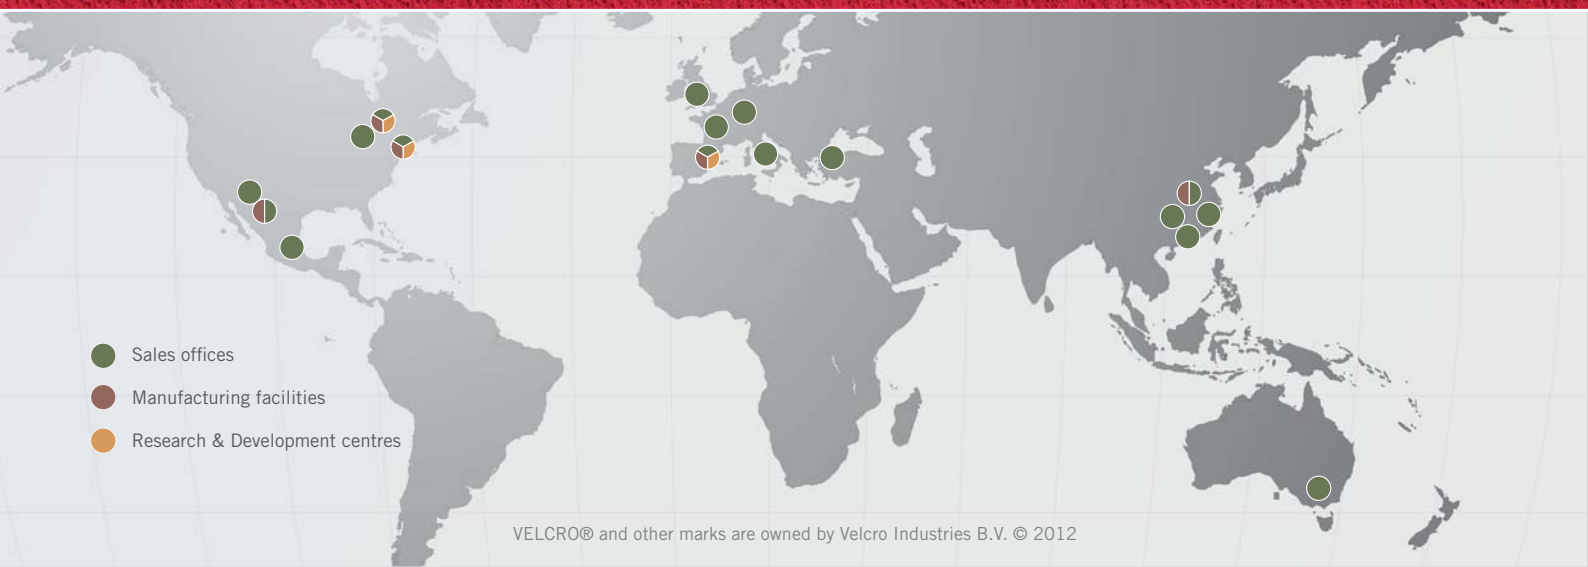 Sales offices
Manufacturing facilities
Research & Development centres
VELCRO® and other marks are owned by Velcro Industries B.V. © 2012